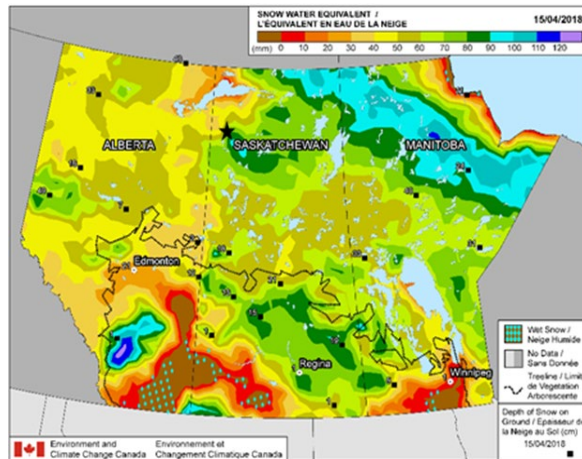 SNOW WATER EQUIVALENT /
L'ÉQUIVALENT EN EAU DE LA NEIGE
15/04/2018
(mm) 0 10 20 30 40 50 60 70 80 90 100 110 120
ALBERTA
SASKATCHEWAN
MANITOBA
Edmonton
Regina
Winnipeg
Wet Snow /
Neige Humide
No Data /
Sans Donnée
Treeline / Limit
de Vegetation
Arborescente
Depth of Snow on
Ground / Epaisseur de
la Neige au Sol (cm)
15/04/2018
Environment and
Climate Change Canada
Environnement et
Changement Climatique Canada